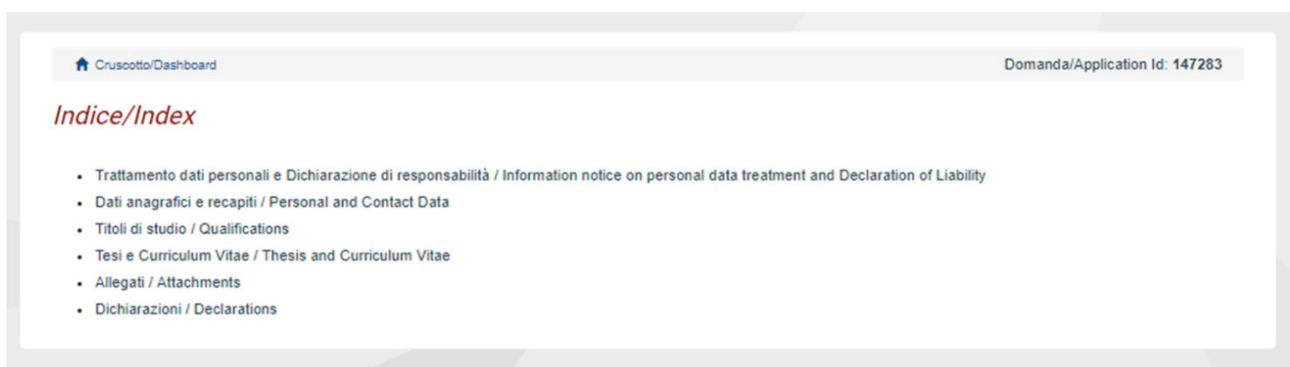 Cruscotto/Dashboard
Domanda/Application Id: 147283
Indice/Index
Trattamento dati personali e Dichiarazione di responsabilità / Information notice on personal data treatment and Declaration of Liability
Dati anagrafici e recapiti / Personal and Contact Data
Titoli di studio / Qualifications
Tesi e Curriculum Vitae / Thesis and Curriculum Vitae
Allegati / Attachments
Dichiarazioni / Declarations